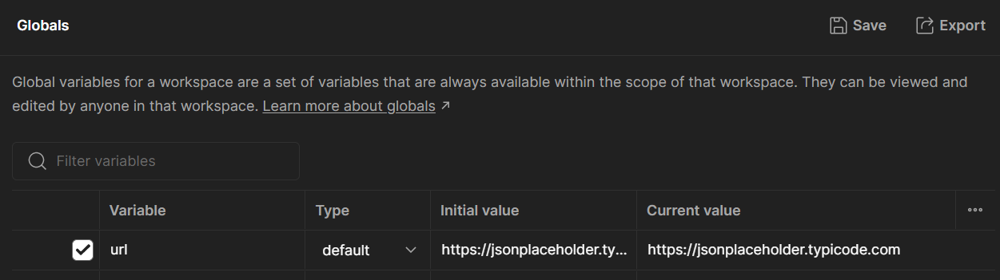 Globals Save Export
Global variables for a workspace are a set of variables that are always available within the scope of that workspace. They can be viewed and
edited by anyone in that workspace. Learn more about globals ↗
Filter variables
Variable Type Initial value Current value
url default https://jsonplaceholder.ty... https://jsonplaceholder.typicode.com